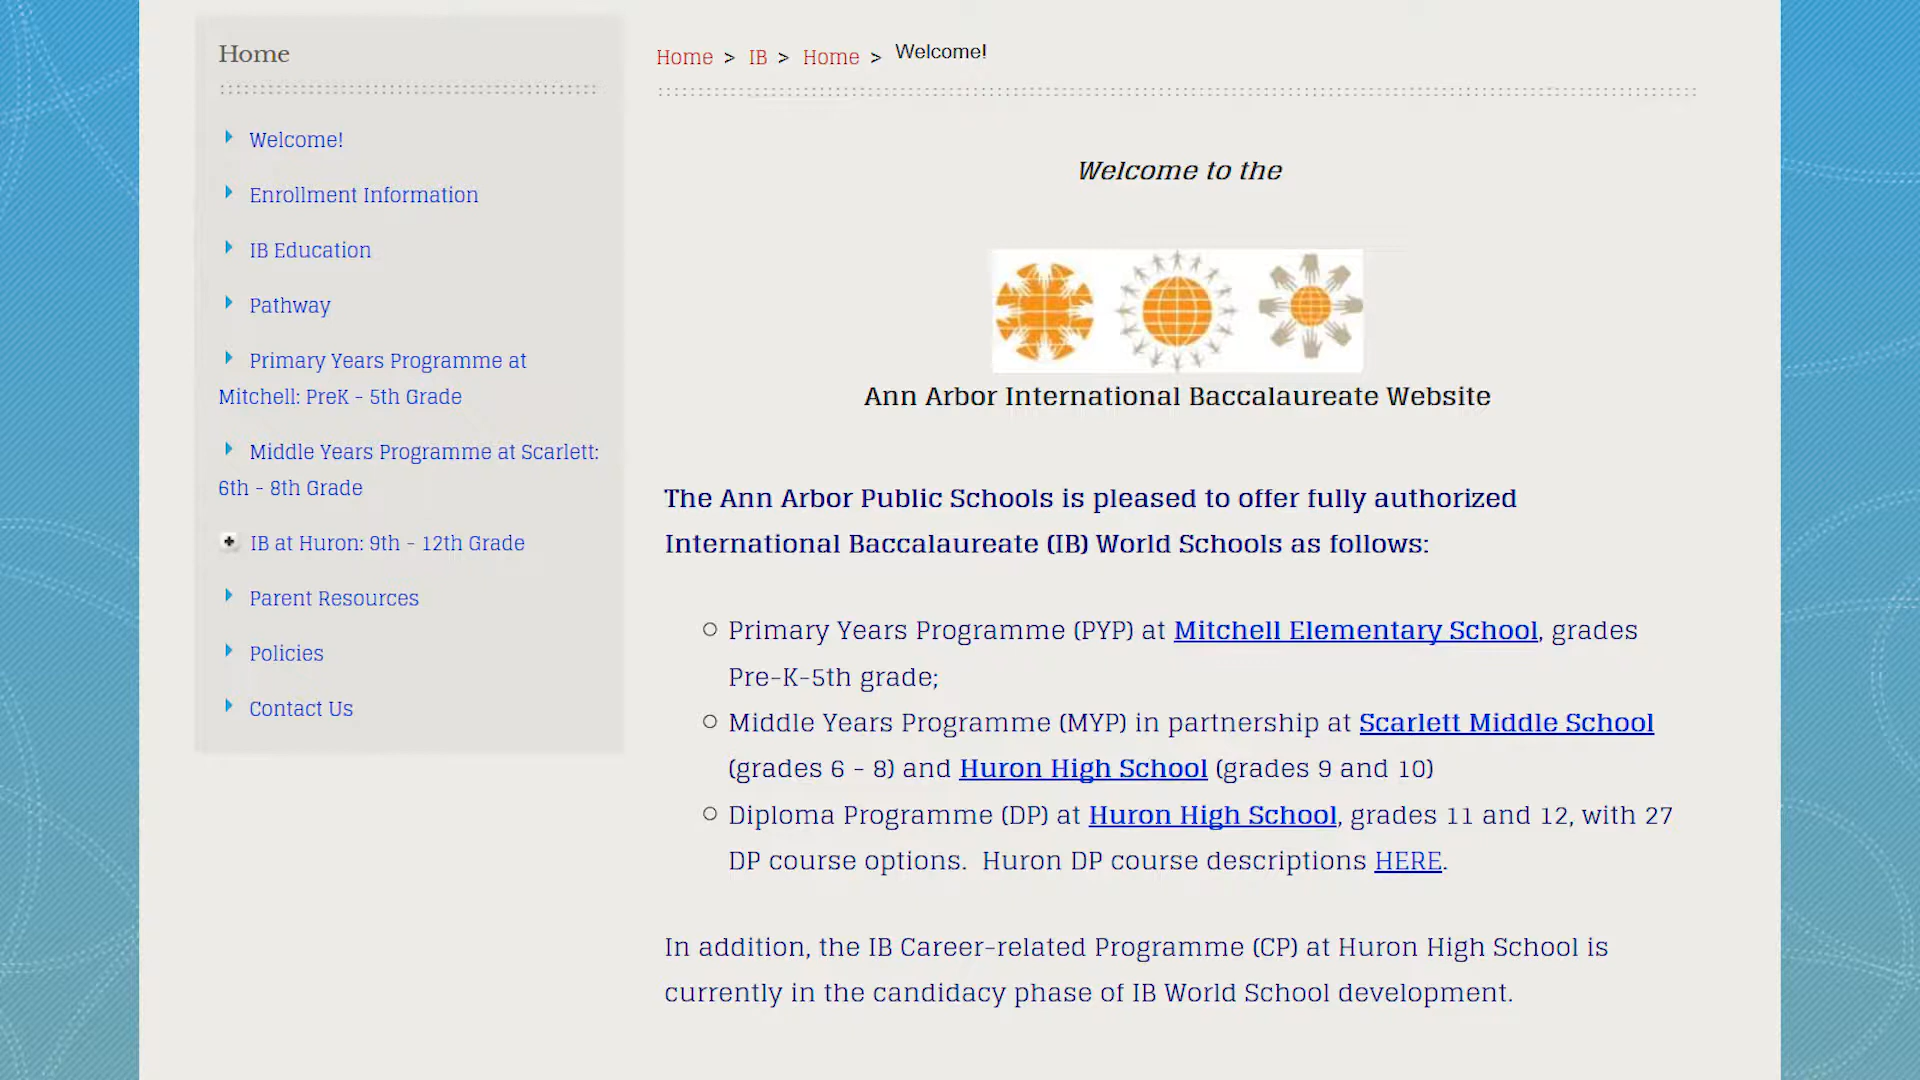 Home
Welcome!
Enrollment Information
IB Education
Pathway
Primary Years Programme at
Mitchell: PreK - 5th Grade
Middle Years Programme at Scarlett:
6th - 8th Grade
IB at Huron: 9th - 12th Grade
Parent Resources
Policies
Contact Us
Home > IB > Home > Welcome!
Welcome to the
Ann Arbor International Baccalaureate Website
The Ann Arbor Public Schools is pleased to offer fully authorized
International Baccalaureate (IB) World Schools as follows:
Primary Years Programme (PYP) at Mitchell Elementary School, grades
Pre-K-5th grade;
Middle Years Programme (MYP) in partnership at Scarlett Middle School
(grades 6 - 8) and Huron High School (grades 9 and 10)
Diploma Programme (DP) at Huron High School, grades 11 and 12, with 27
DP course options. Huron DP course descriptions HERE.
In addition, the IB Career-related Programme (CP) at Huron High School is
currently in the candidacy phase of IB World School development.